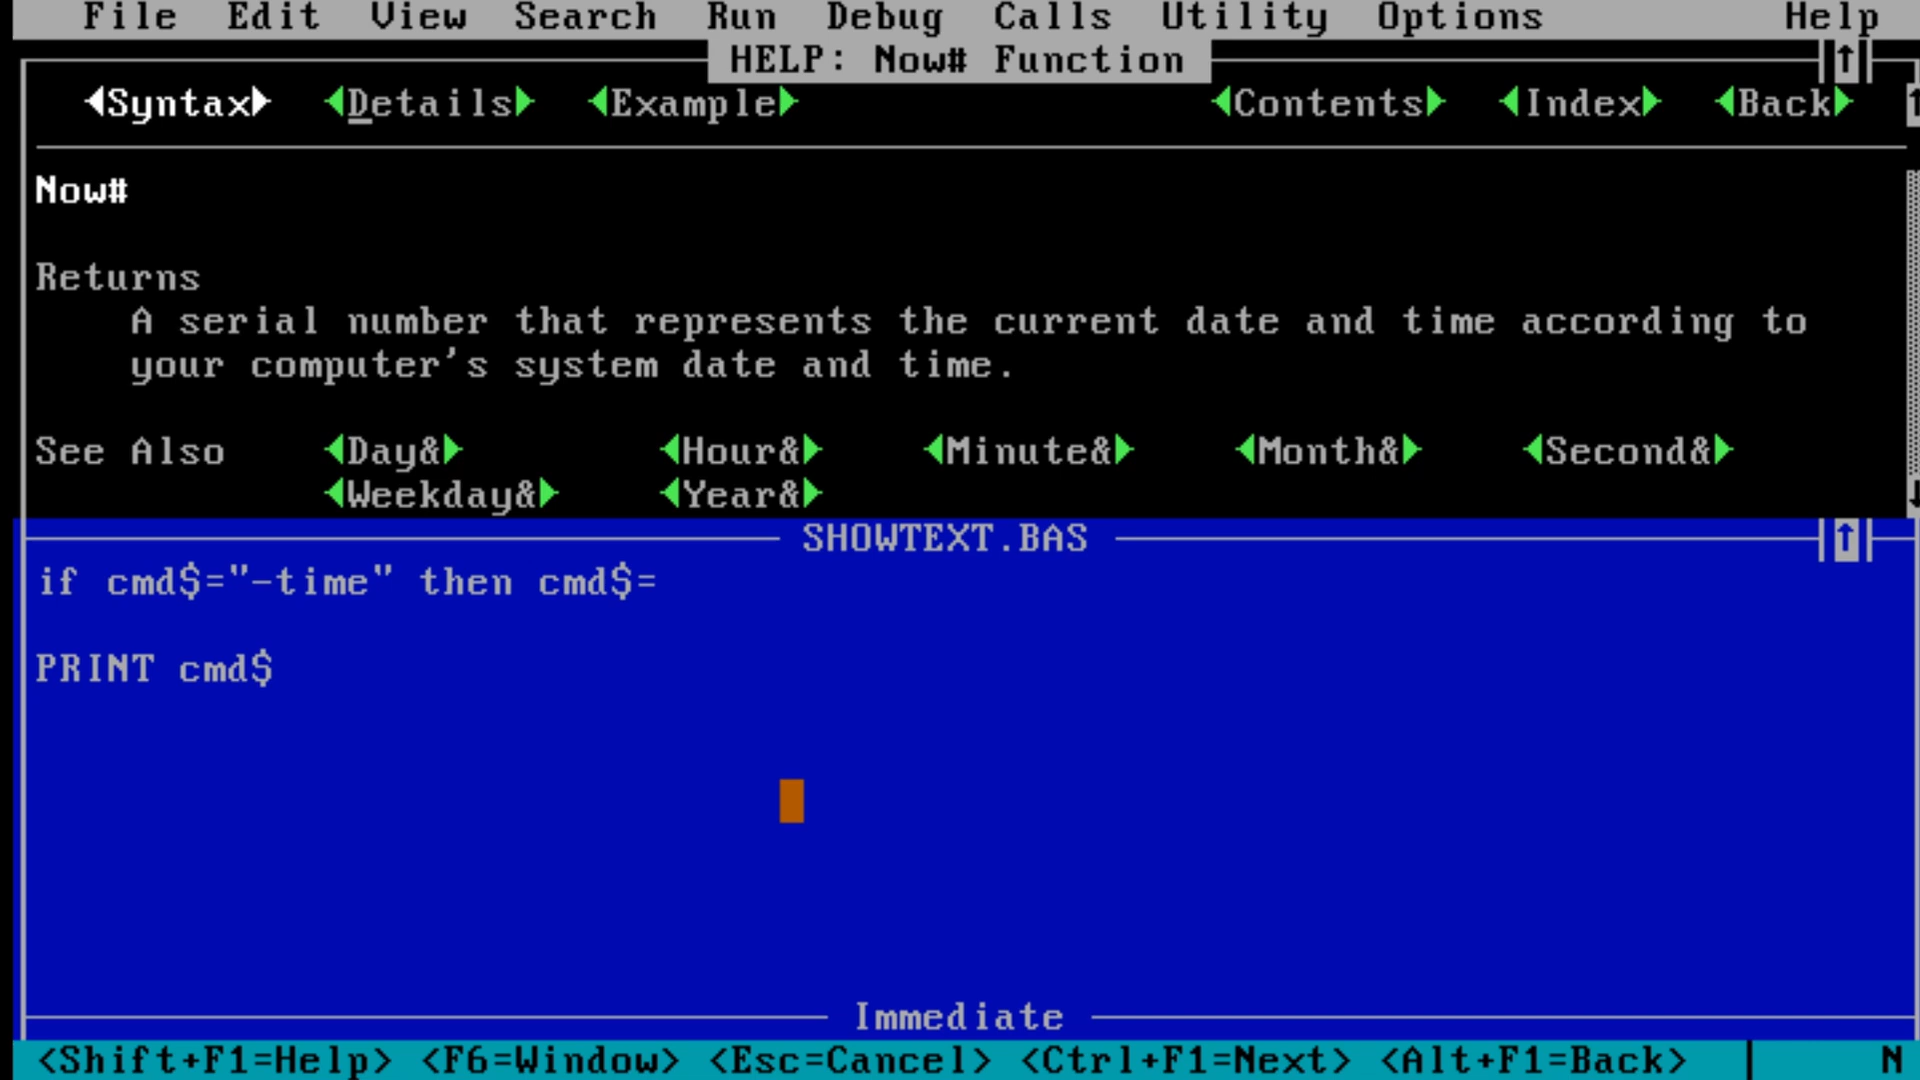 File Edit View Search Run Debug Calls Utility Options Help
HELP: Now# Function
Syntax Details Example Contents Index Back
Now#
Returns
A serial number that represents the current date and time according to
your computer's system date and time.
See Also Day& Hour& Minute& Month& Second&
Weekday& Year&
SHOWTEXT.BAS
if cmd$="-time" then cmd$=
PRINT cmd$
Immediate
<Shift+F1=Help> <F6=Window> <Esc=Cancel> <Ctrl+F1=Next> <Alt+F1=Back> N